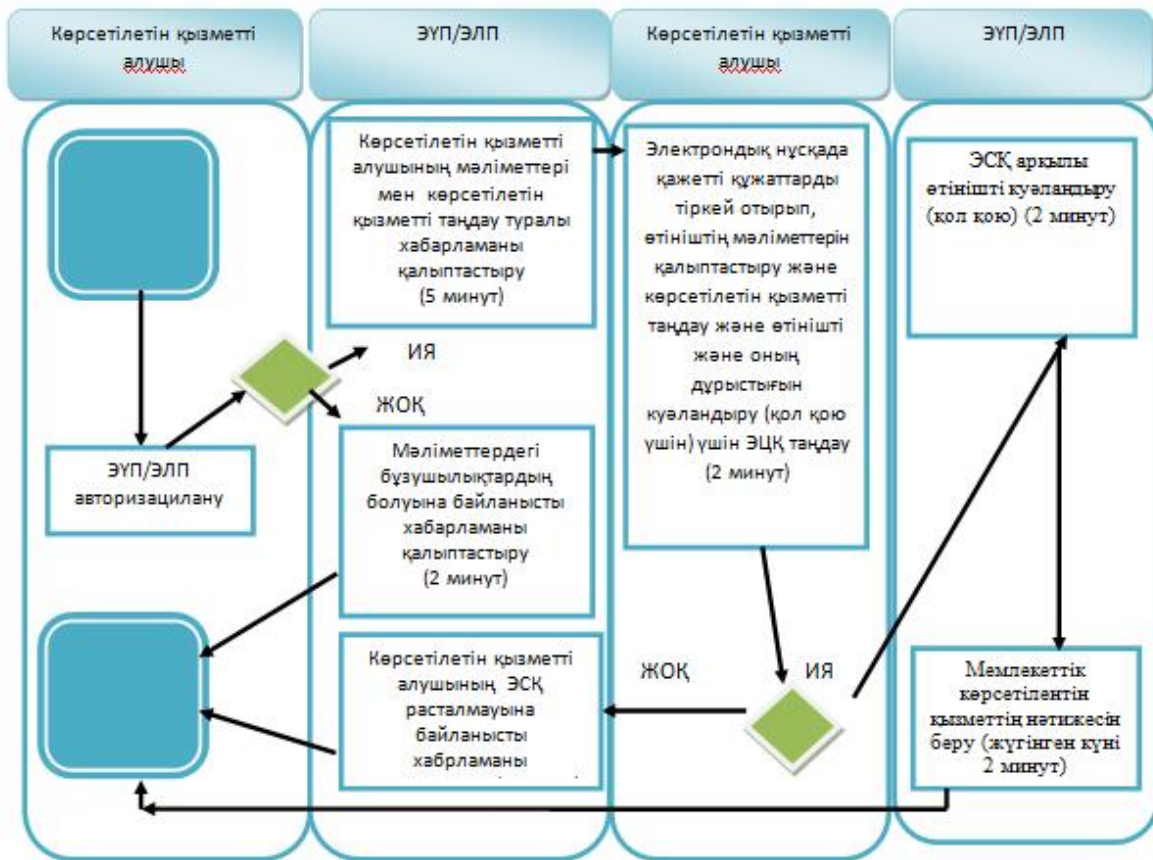 Көрсетілетін қызметті
алушы
ЭҮП/ЭЛП
Көрсетілетін қызметті
алушы
ЭҮП/ЭЛП
Көрсетілетін қызметті
алушының мәліметтері
мен көрсетілетін
қызметті таңдау туралы
хабарламаны
қалыптастыру
(5 минут)
Электрондық нұсқада
қажетті құжаттарды
тіркей отырып,
өтініштің мәліметтерін
қалыптастыру және
көрсетілетін қызметті
таңдау және өтінішті
және оның
дұрыстығын
куәландыру (қол қою
үшін) үшін ЭЦҚ таңдау
(2 минут)
ЭСҚ арқылы
өтінішті куәландыру
(қол қою) (2 минут)
ИЯ
ЖОҚ
ЭҮП/ЭЛП
авторизацилану
Мәліметтердегі
бұзушылықтардың
болуына байланысты
хабарламаны
қалыптастыру
(2 минут)
Көрсетілетін қызметті
алушының ЭСҚ
расталмауына
байланысты
хабрламаны
ЖОҚ
ИЯ
Мемлекеттік
көрсетілентін
қызметтің нәтижесін
беру (жүгінген күні
2 минут)